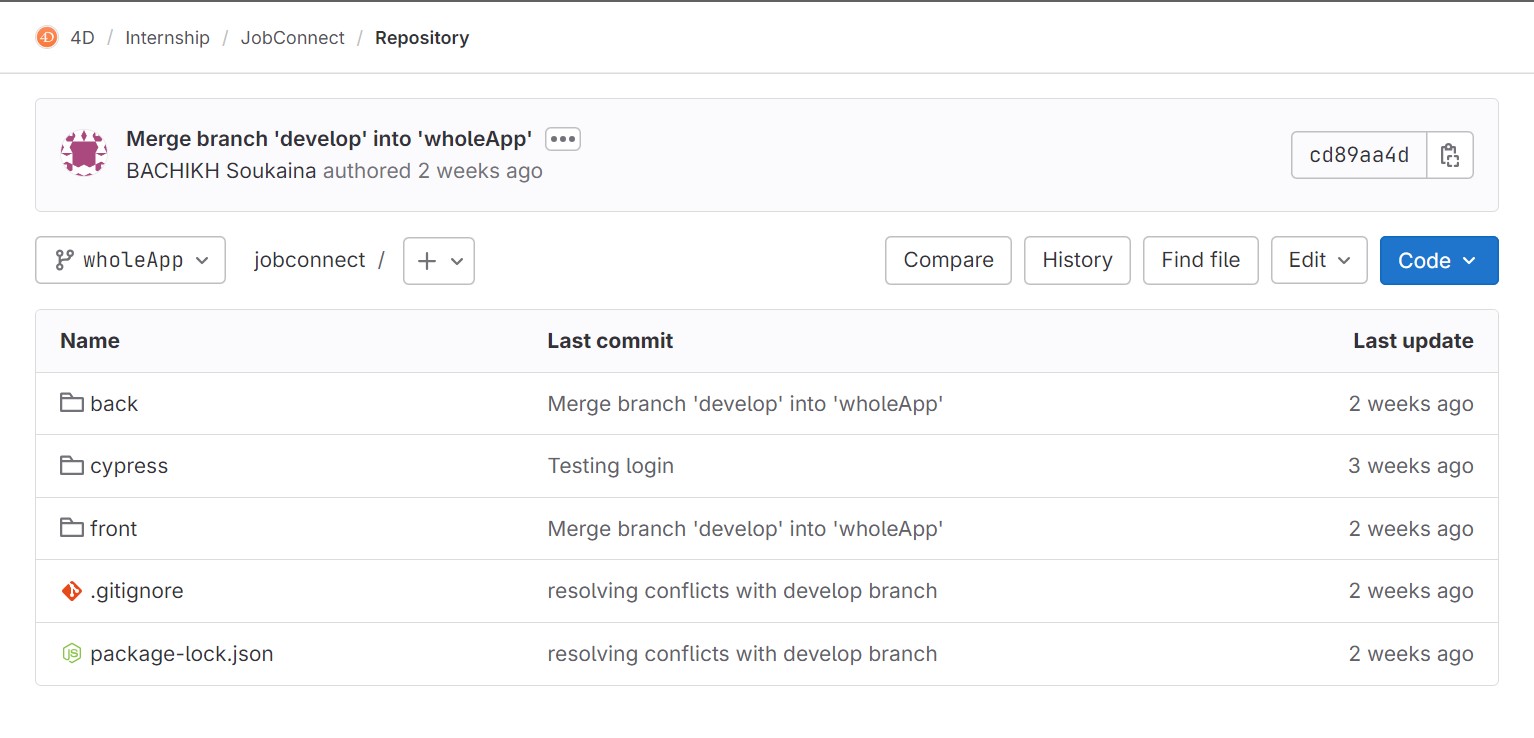 4D / Internship / JobConnect / Repository
Merge branch 'develop' into 'wholeApp'
BACHIKH Soukaina authored 2 weeks ago
cd89aa4d
wholeApp jobconnect / + Compare History Find file Edit Code
Name Last commit Last update
back Merge branch 'develop' into 'wholeApp' 2 weeks ago
cypress Testing login 3 weeks ago
front Merge branch 'develop' into 'wholeApp' 2 weeks ago
.gitignore resolving conflicts with develop branch 2 weeks ago
package-lock.json resolving conflicts with develop branch 2 weeks ago